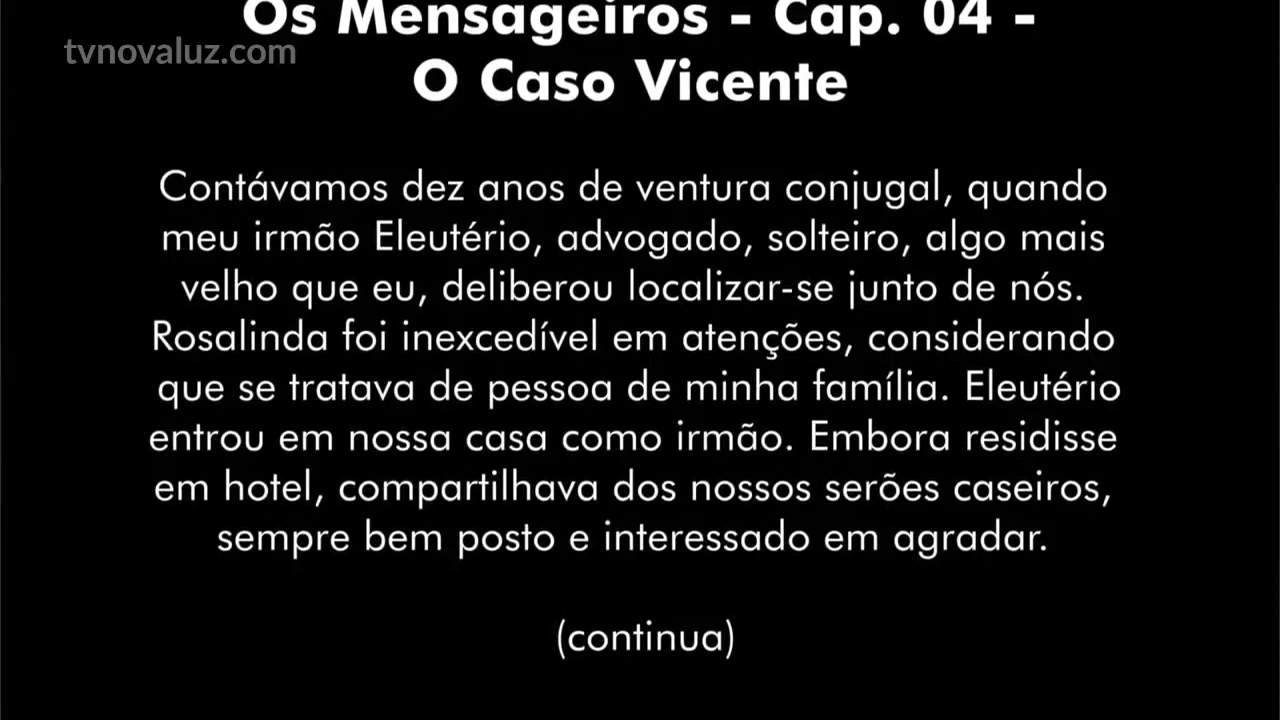 Os Mensageiros - Cap. 04 -
tvnovaluz.com
O Caso Vicente
Contávamos dez anos de ventura conjugal, quando
meu irmão Eleutério, advogado, solteiro, algo mais
velho que eu, deliberou localizar-se junto de nós.
Rosalinda foi inexcedível em atenções, considerando
que se tratava de pessoa de minha família. Eleutério
entrou em nossa casa como irmão. Embora residisse
em hotel, compartilhava dos nossos serões caseiros,
sempre bem posto e interessado em agradar.
(continua)